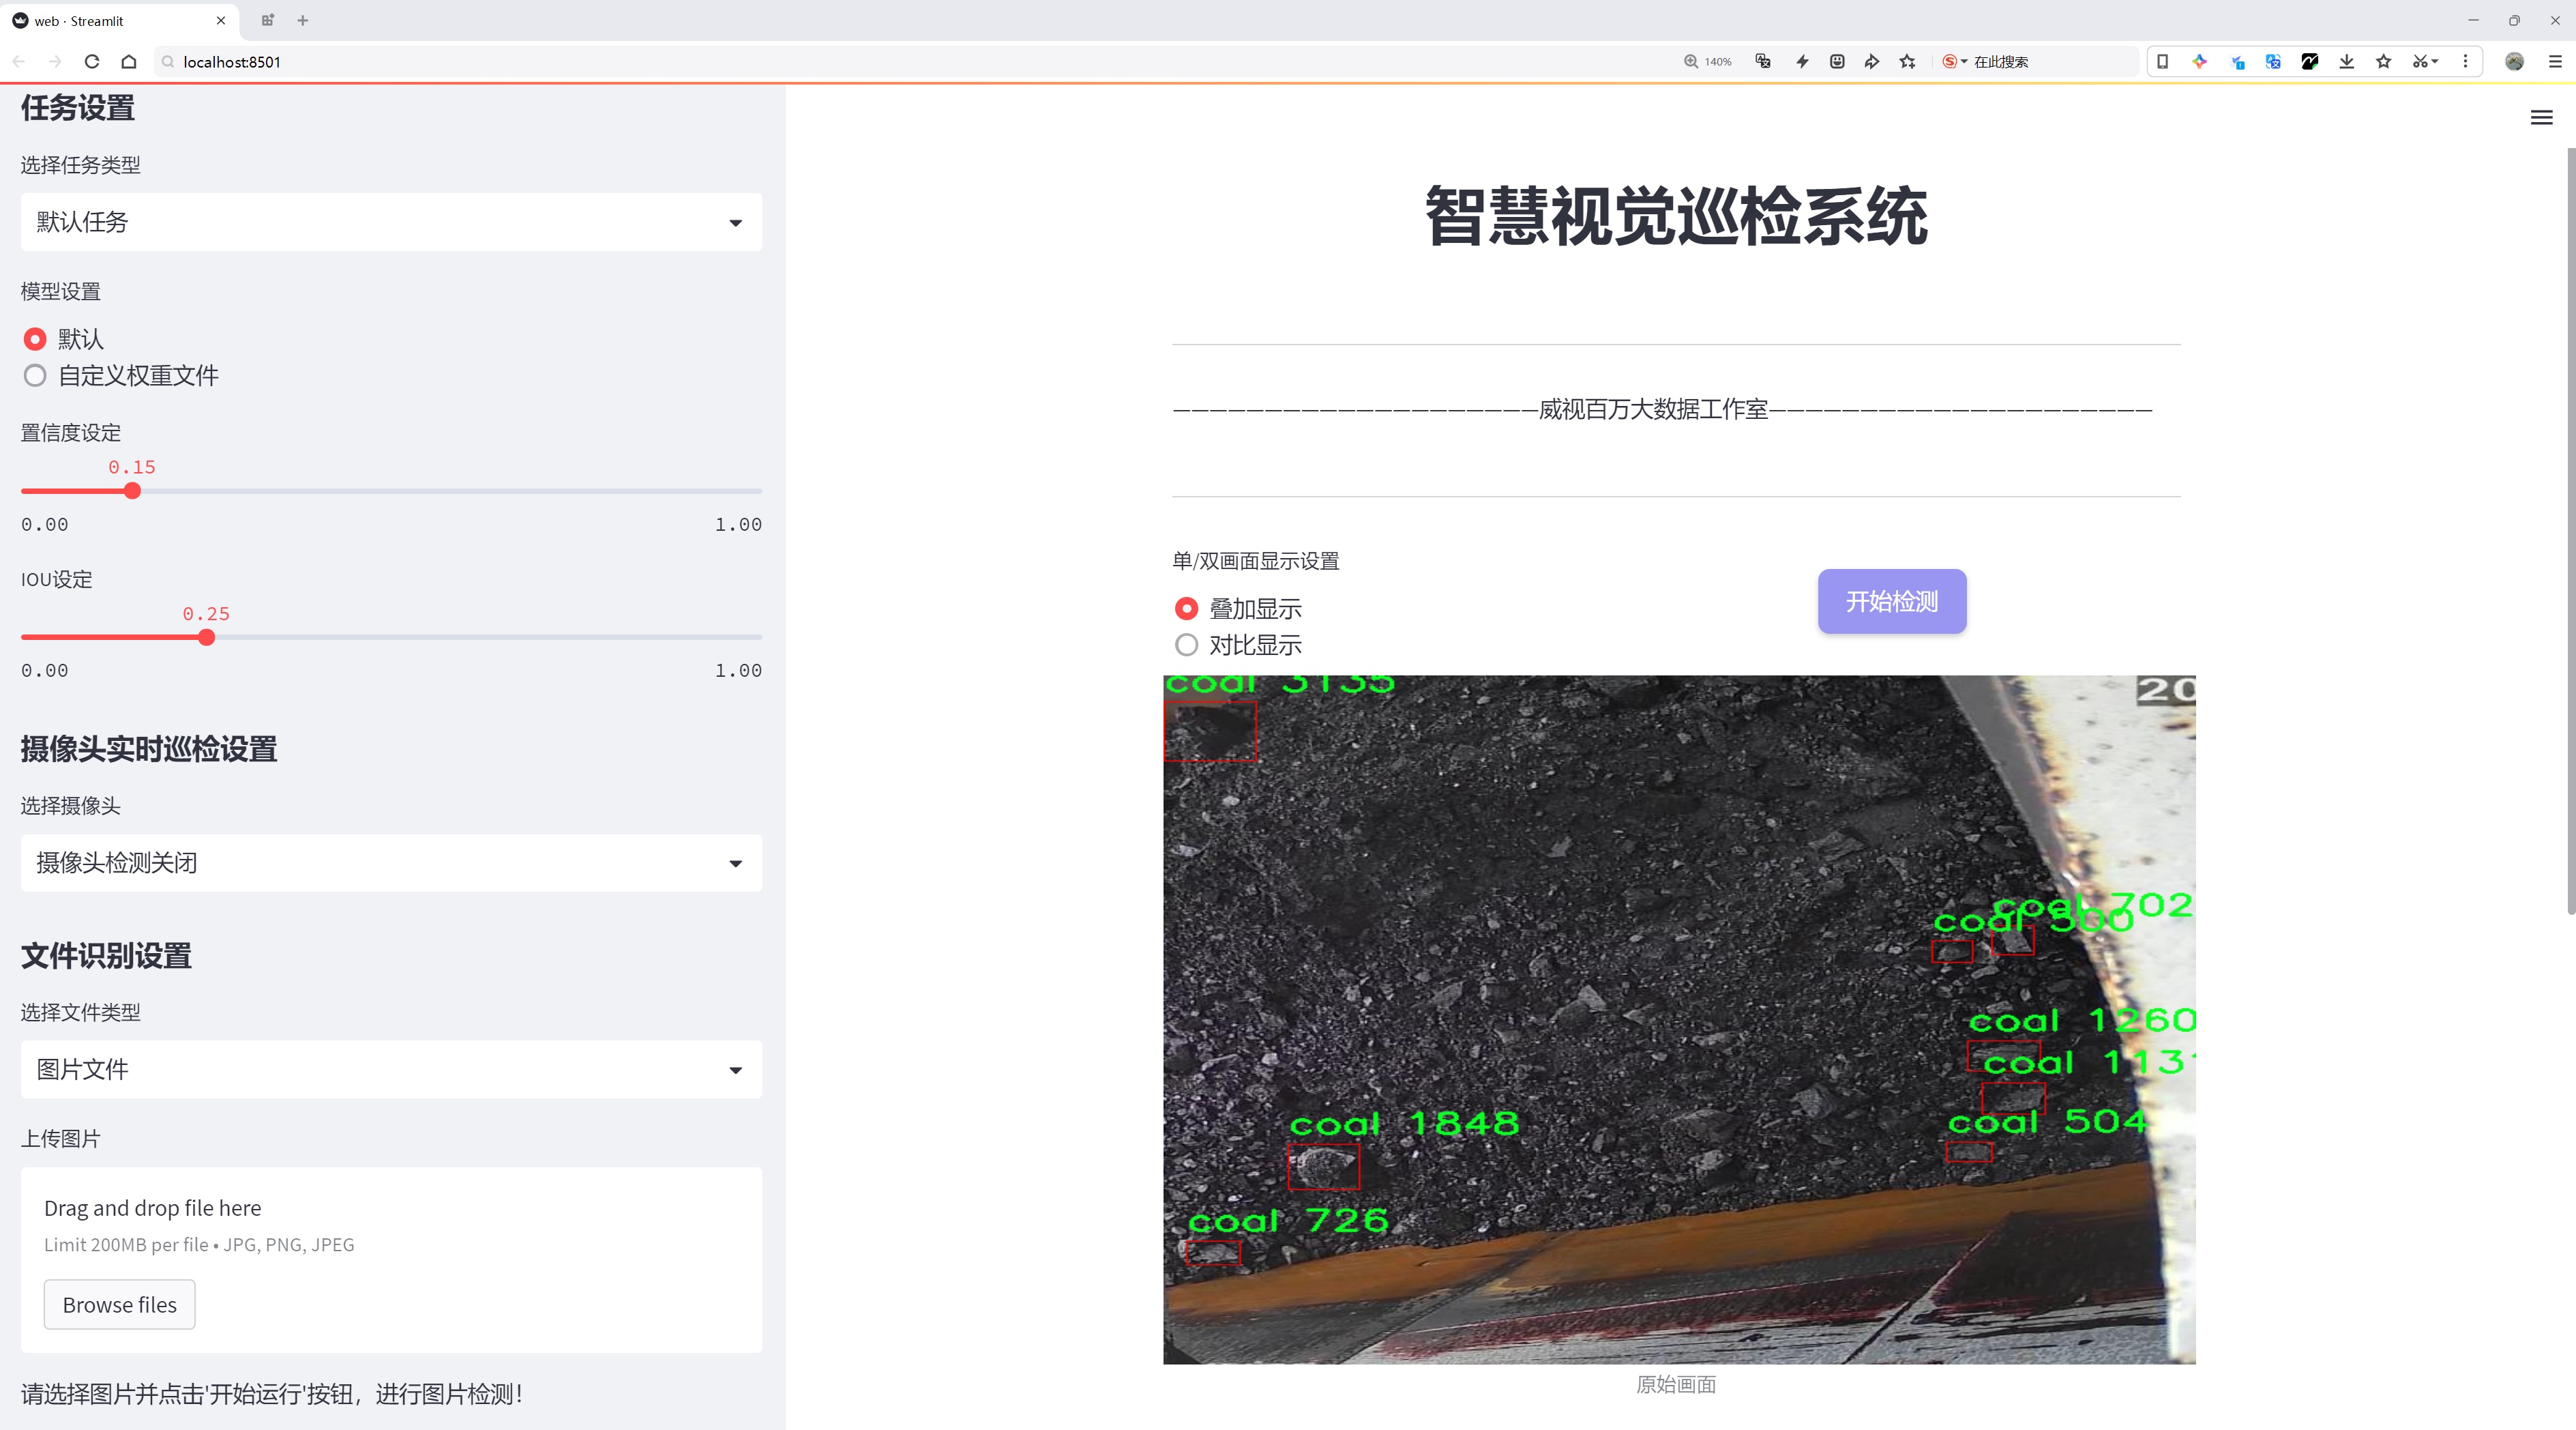 web · Streamlit
localhost:8501
140%
在此搜索
任务设置
选择任务类型
默认任务
模型设置
默认
自定义权重文件
置信度设定
0.15
0.00
1.00
IOU设定
0.25
0.00
1.00
摄像头实时巡检设置
选择摄像头
摄像头检测关闭
文件识别设置
选择文件类型
图片文件
上传图片
Drag and drop file here
Limit 200MB per file • JPG, PNG, JPEG
Browse files
请选择图片并点击'开始运行'按钮，进行图片检测！
智慧视觉巡检系统
————————————————————威视百万大数据工作室—————————————————————
单/双画面显示设置
叠加显示
对比显示
开始检测
coal 3135
20
coal 702
coal 500
coal 1260
coal 1131
coal 504
coal 1848
coal 726
原始画面